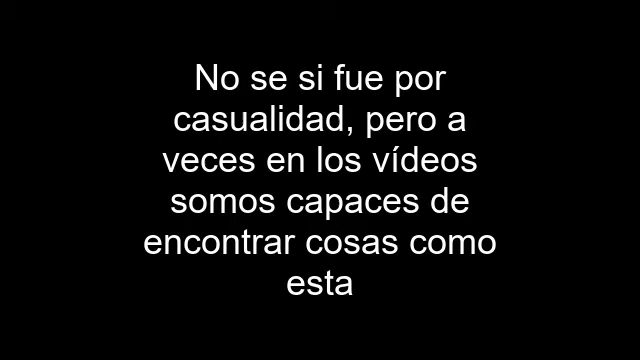 No se si fue por
casualidad, pero a
veces en los vídeos
somos capaces de
encontrar cosas como
esta